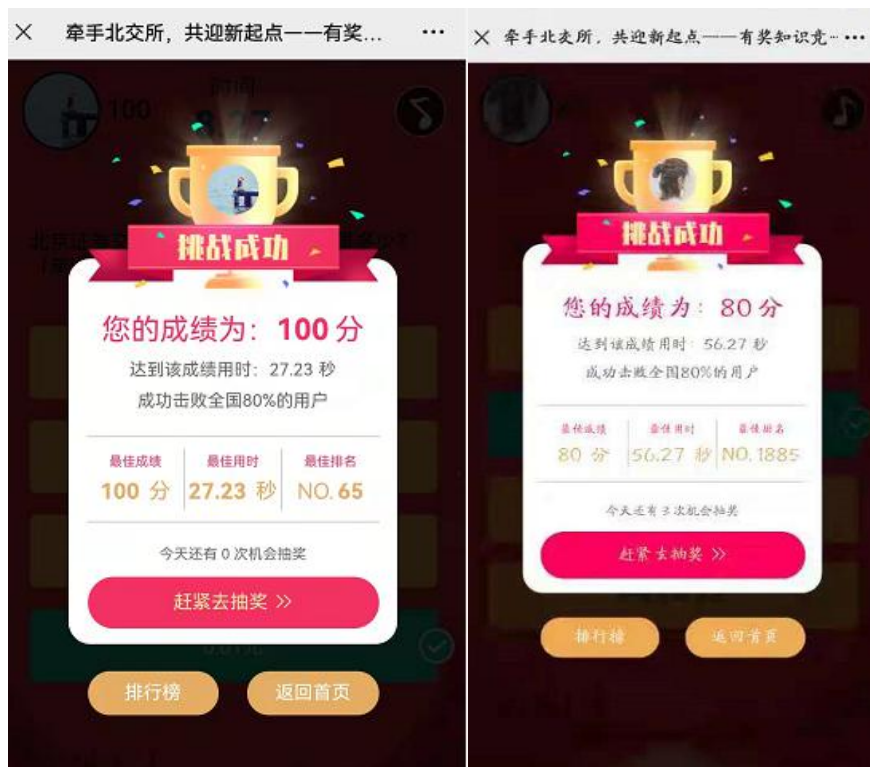 牵手北交所，共迎新起点——有奖...
100
时间
挑战成功
您的成绩为：100 分
达到该成绩用时：27.23 秒
成功击败全国80%的用户
最佳成绩 最佳用时 最佳排名
100 分 27.23 秒 NO. 65
今天还有 0 次机会抽奖
赶紧去抽奖
0.01元
排行榜 返回首页
牵手北交所，共迎新起点——有奖知识竞...
挑战成功
您的成绩为：80 分
达到该成绩用时：56.27 秒
成功击败全国80%的用户
最佳成绩 最佳用时 最佳排名
80 分 56.27 秒 NO. 1885
今天还有 3 次机会抽奖
赶紧去抽奖
排行榜 返回首页